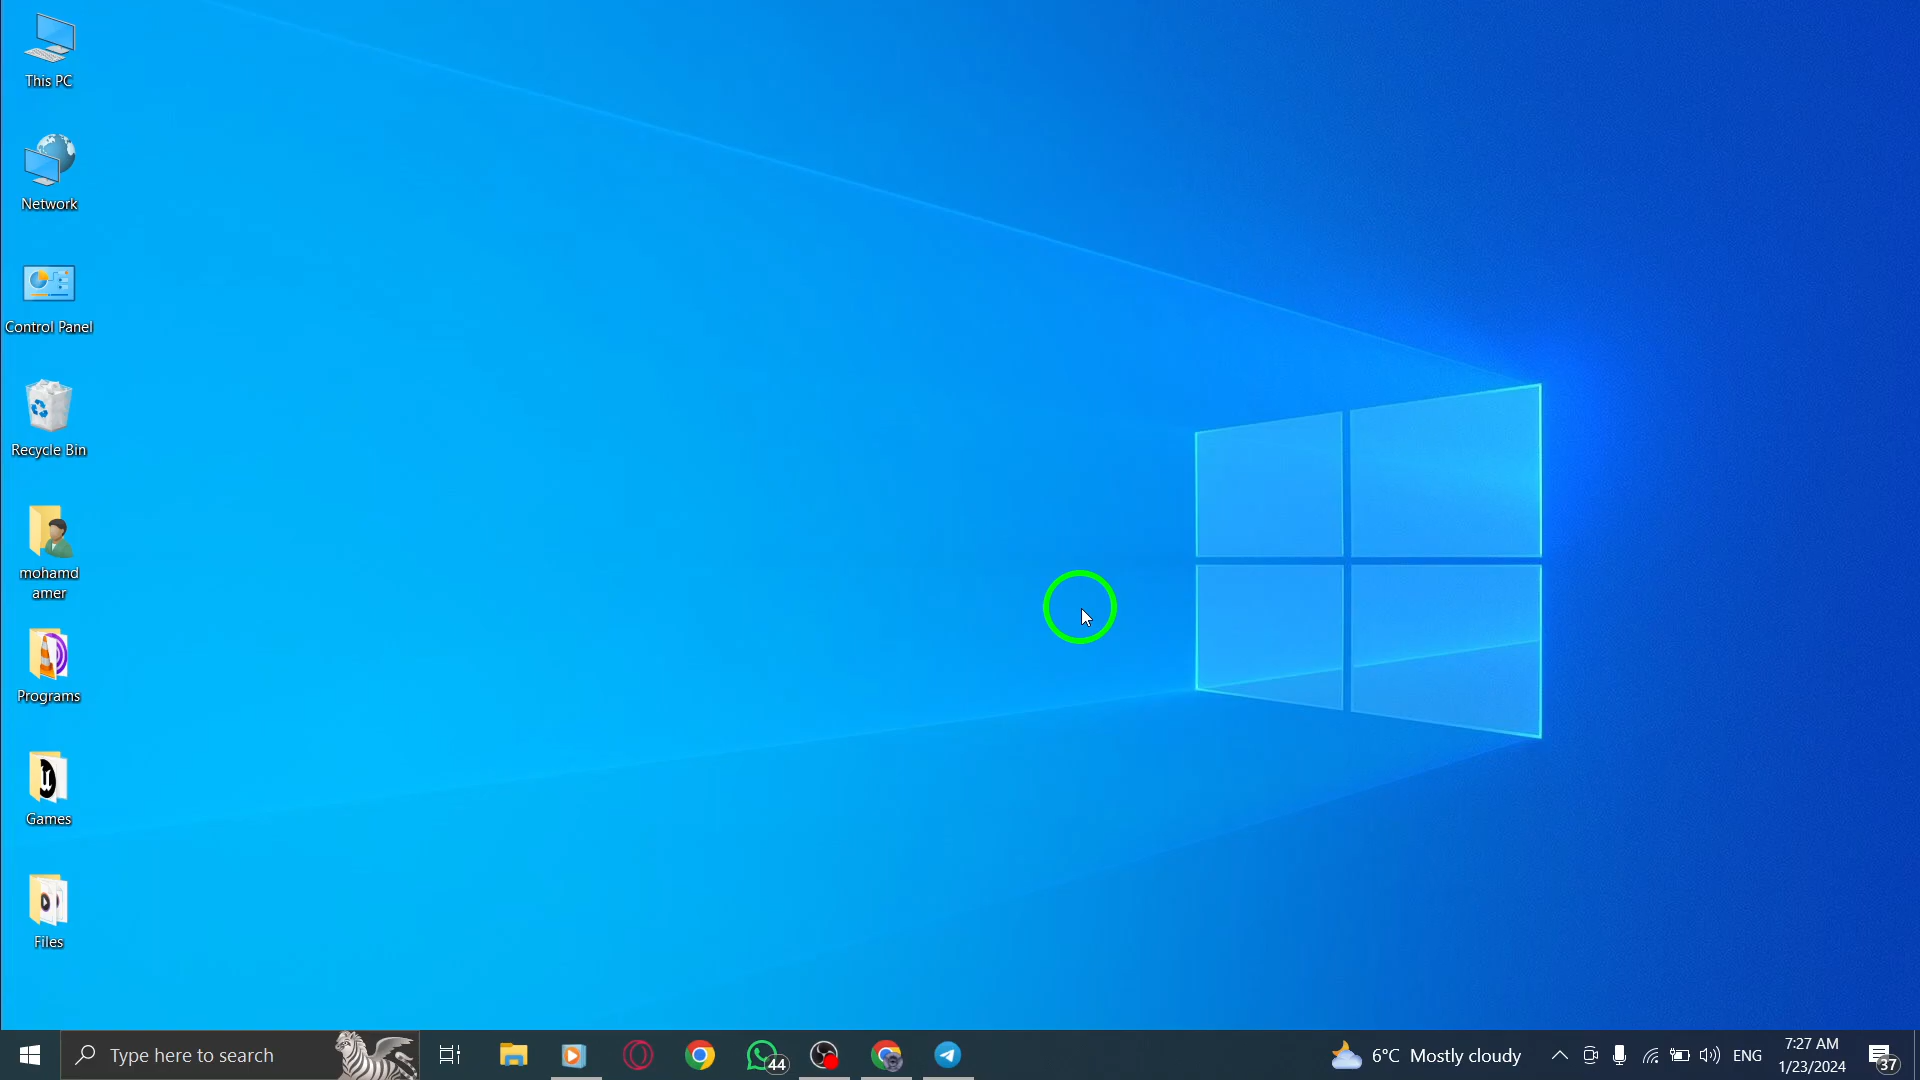 This PC
Network
Control Panel
Recycle Bin
mohamd
amer
Programs
Games
Files
Type here to search
44
6°C Mostly cloudy
ENG
7:27 AM
1/23/2024
37